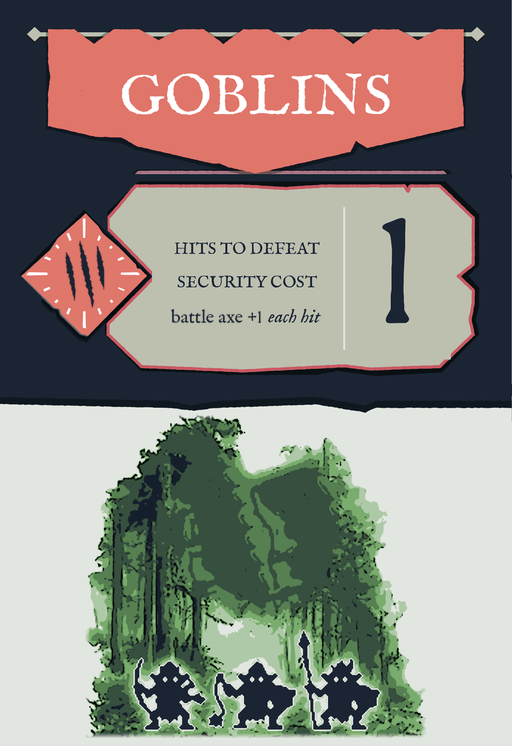 GOBLINS
HITS TO DEFEAT
SECURITY COST
battle axe +1 each hit
1